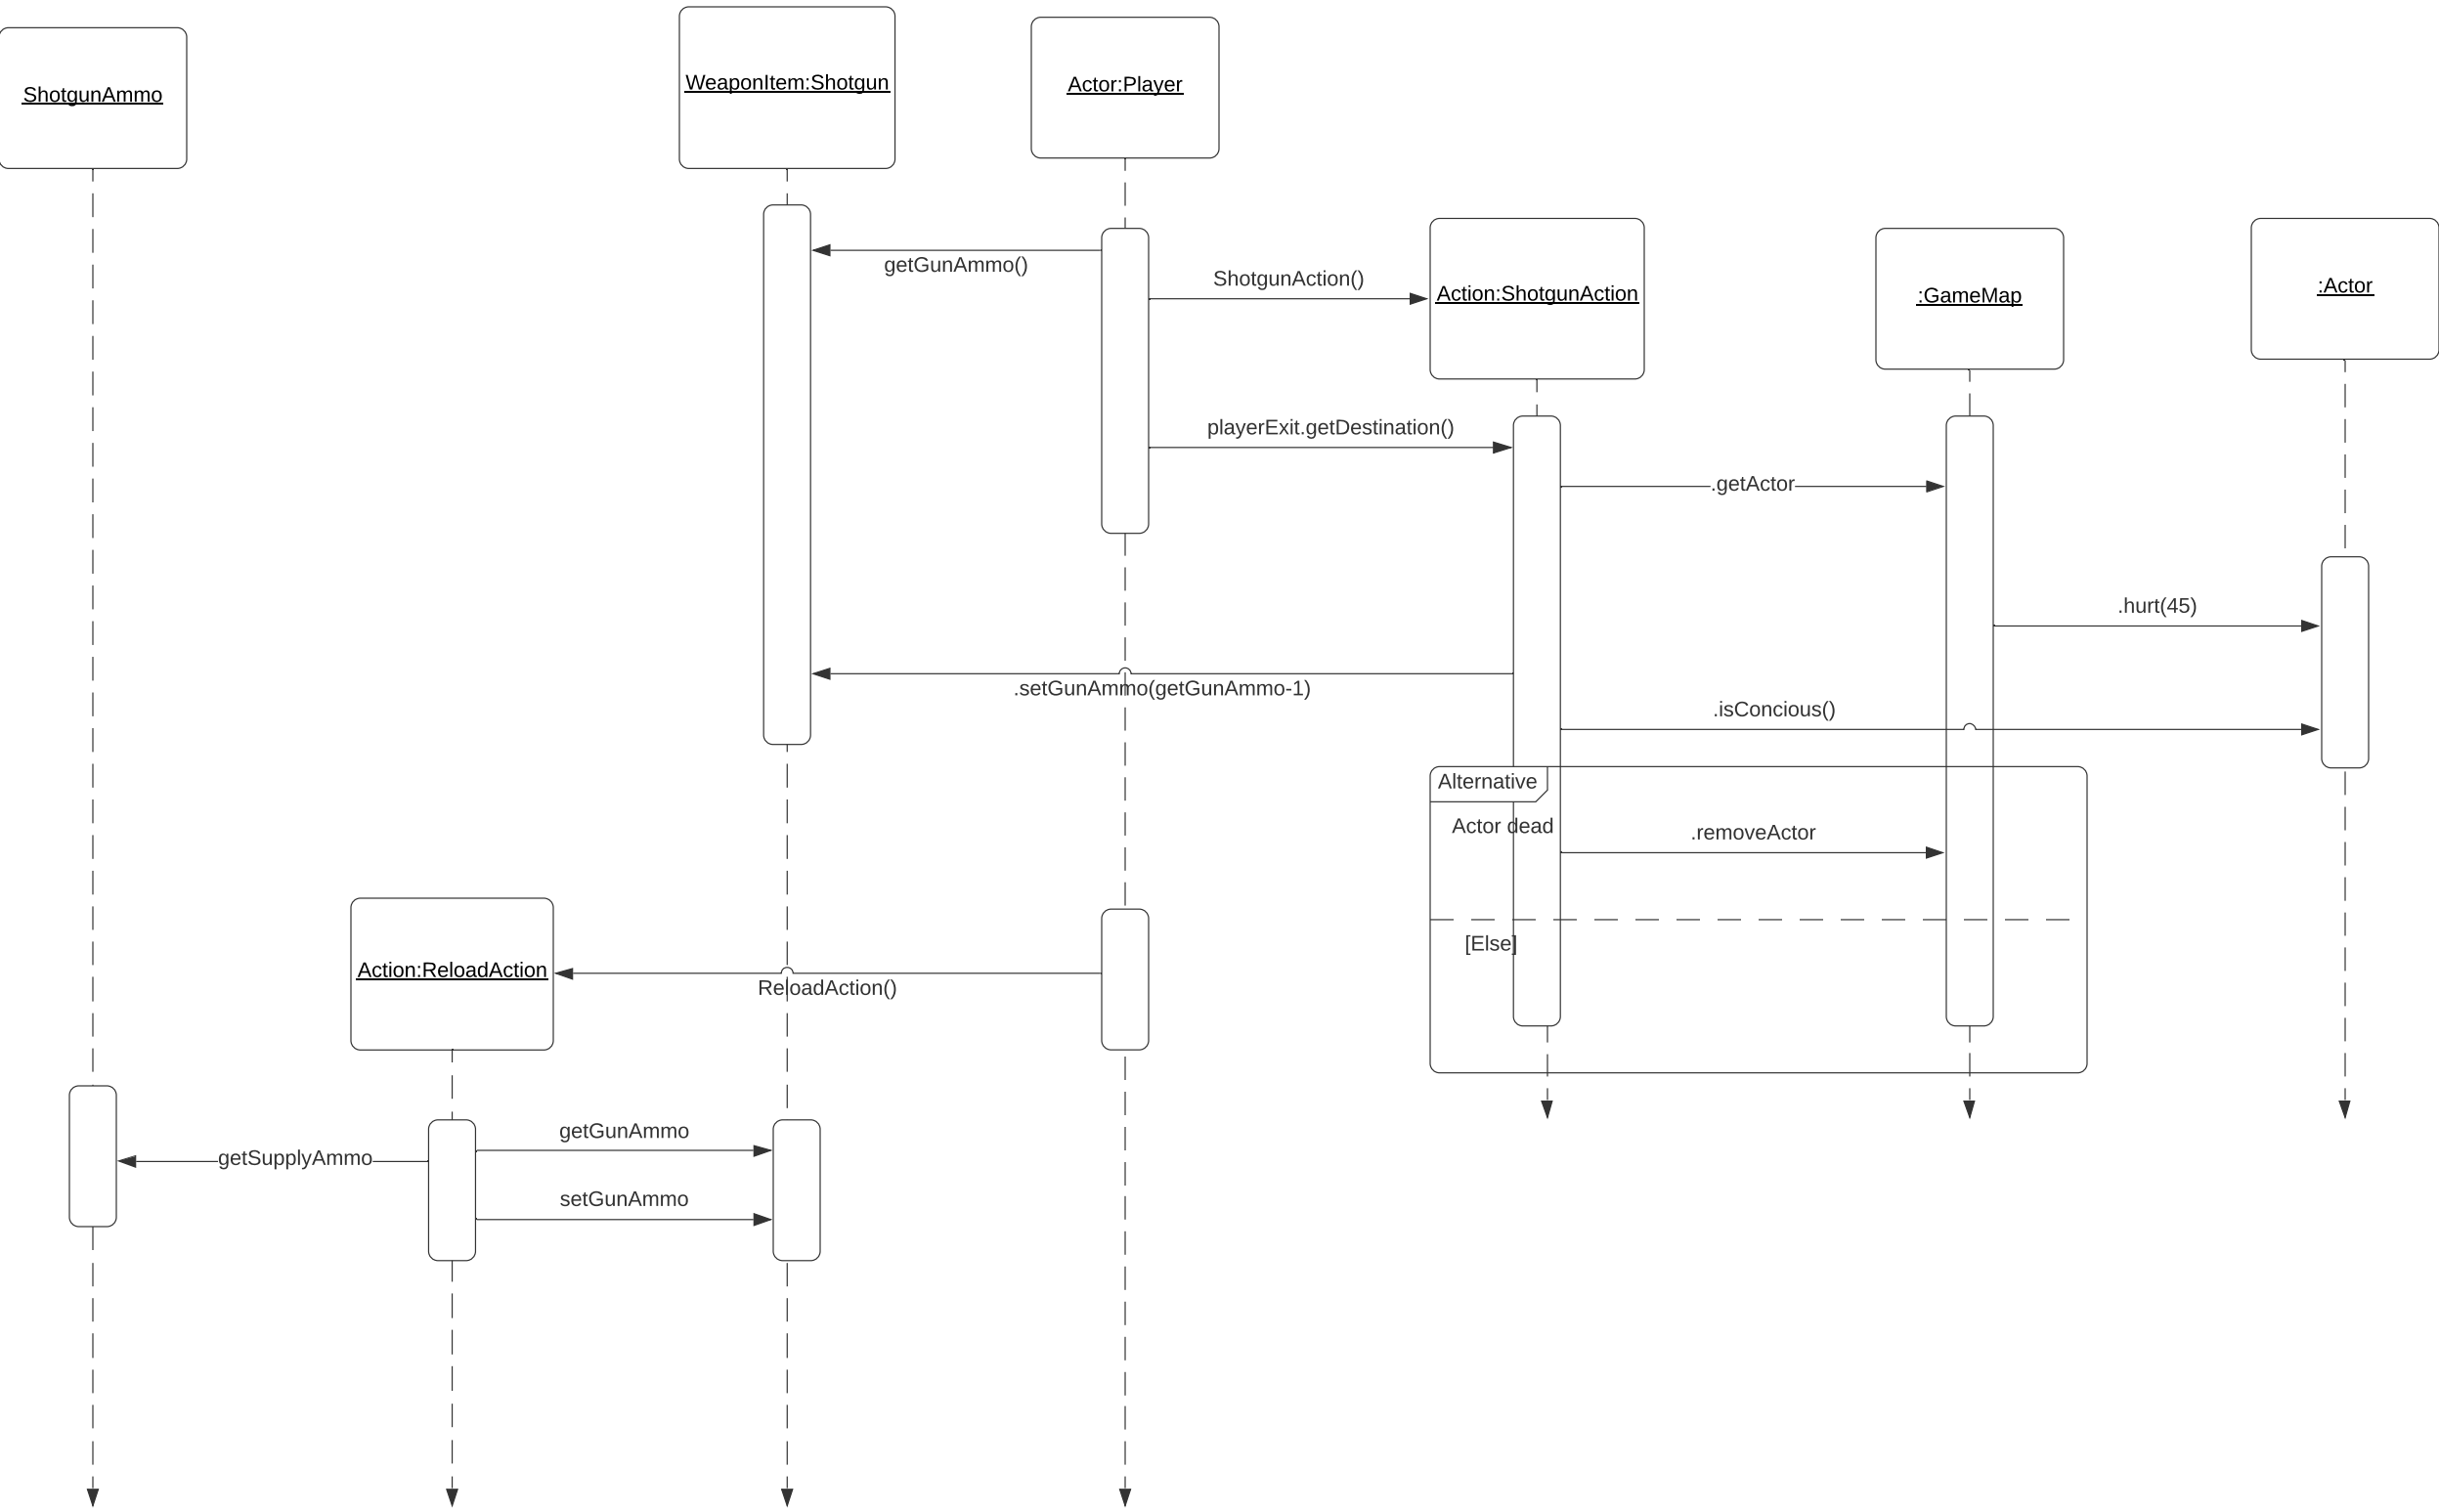 ShotgunAmmo
WeaponItem:Shotgun
Actor:Player
getGunAmmo()
ShotgunAction()
Action:ShotgunAction
:GameMap
:Actor
playerExit.getDestination()
.getActor
.hurt(45)
.setGunAmmo(getGunAmmo-1)
.isConcious()
Alternative
Actor dead
.removeActor
[Else]
Action:ReloadAction
ReloadAction()
getGunAmmo
getSupplyAmmo
setGunAmmo